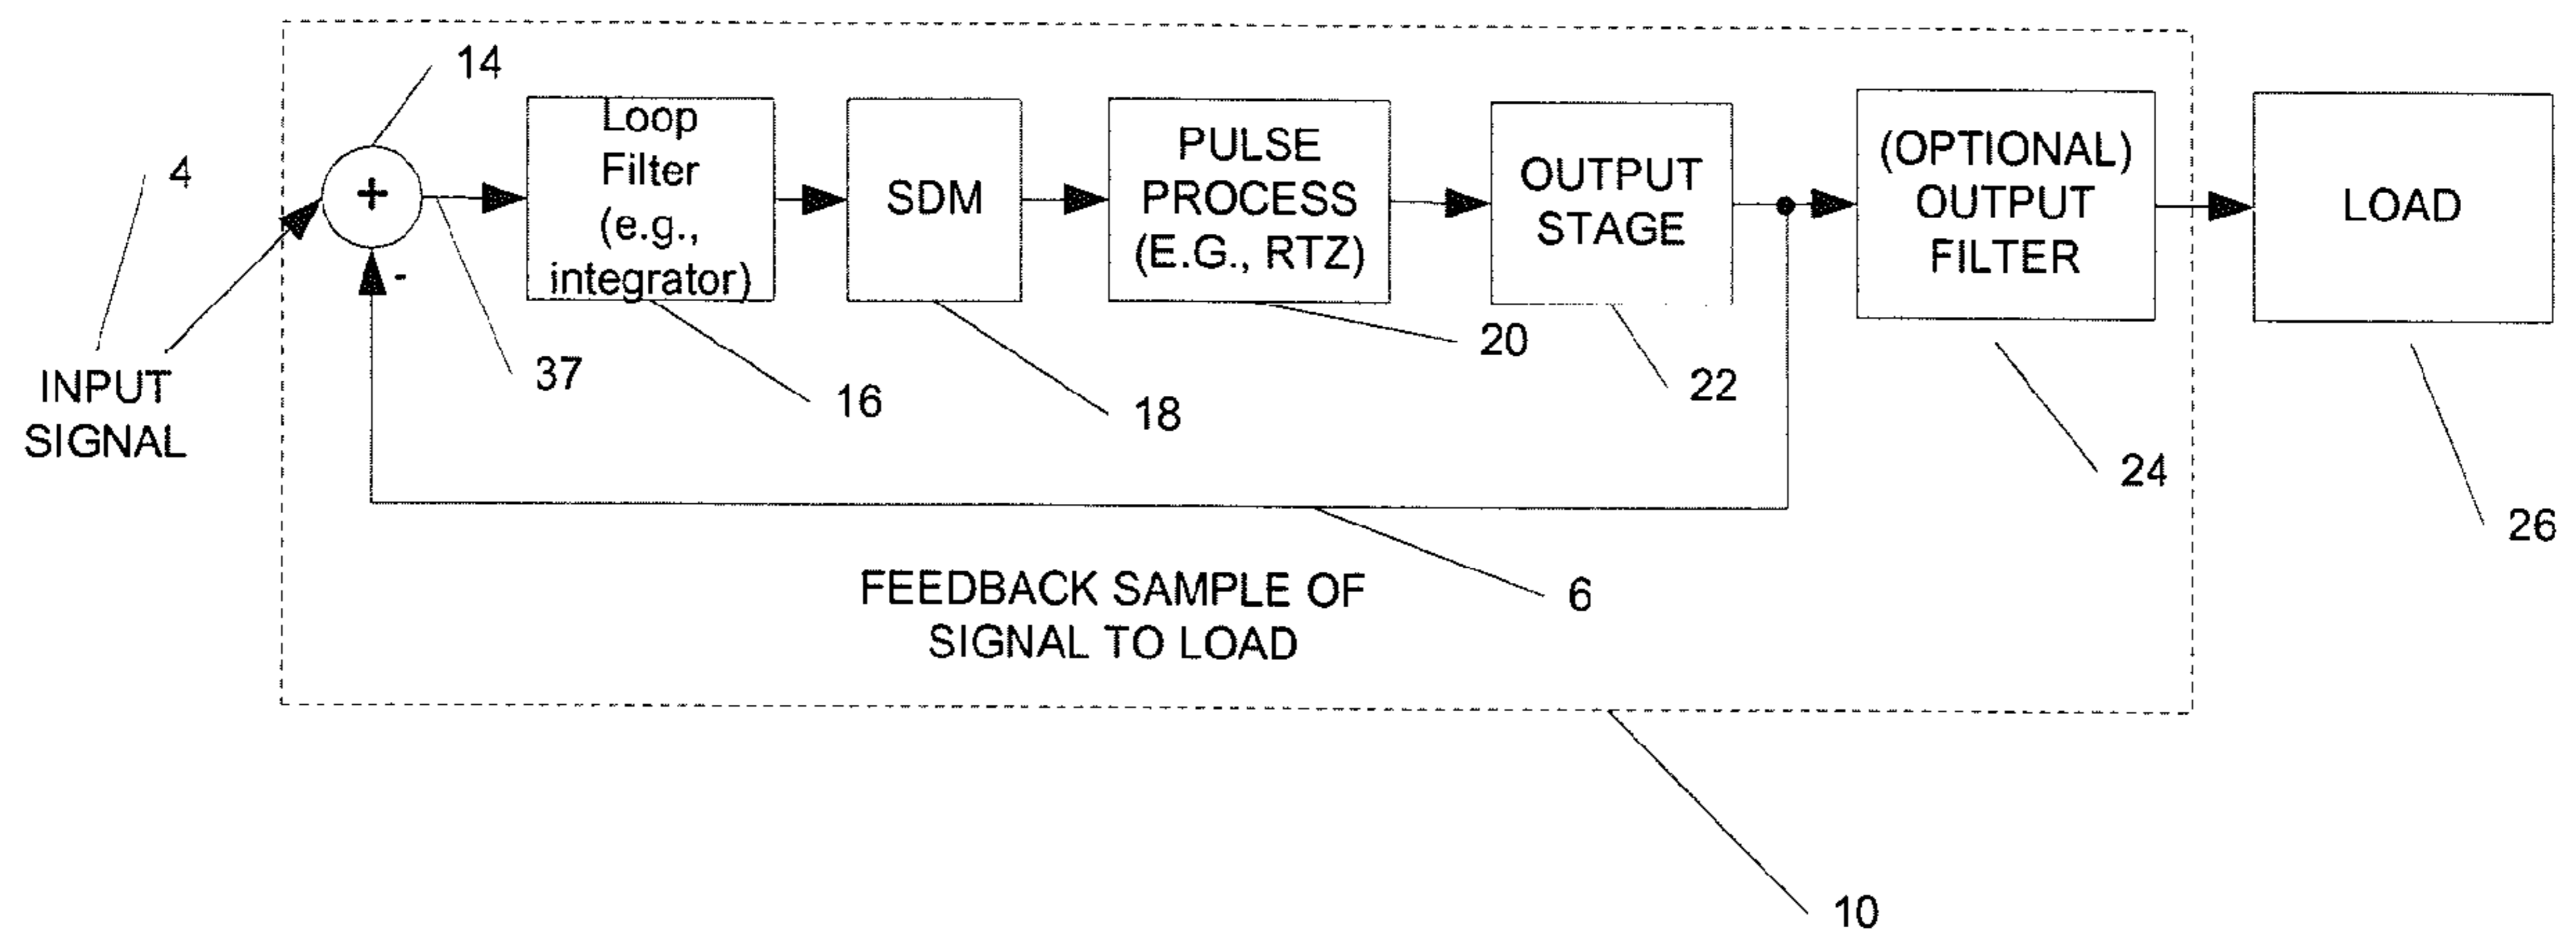 14
4
INPUT
SIGNAL
+
-
37
Loop
Filter
(e.g.,
integrator)
16
SDM
18
PULSE
PROCESS
(E.G., RTZ)
20
OUTPUT
STAGE
22
(OPTIONAL)
OUTPUT
FILTER
24
LOAD
26
6
FEEDBACK SAMPLE OF
SIGNAL TO LOAD
10